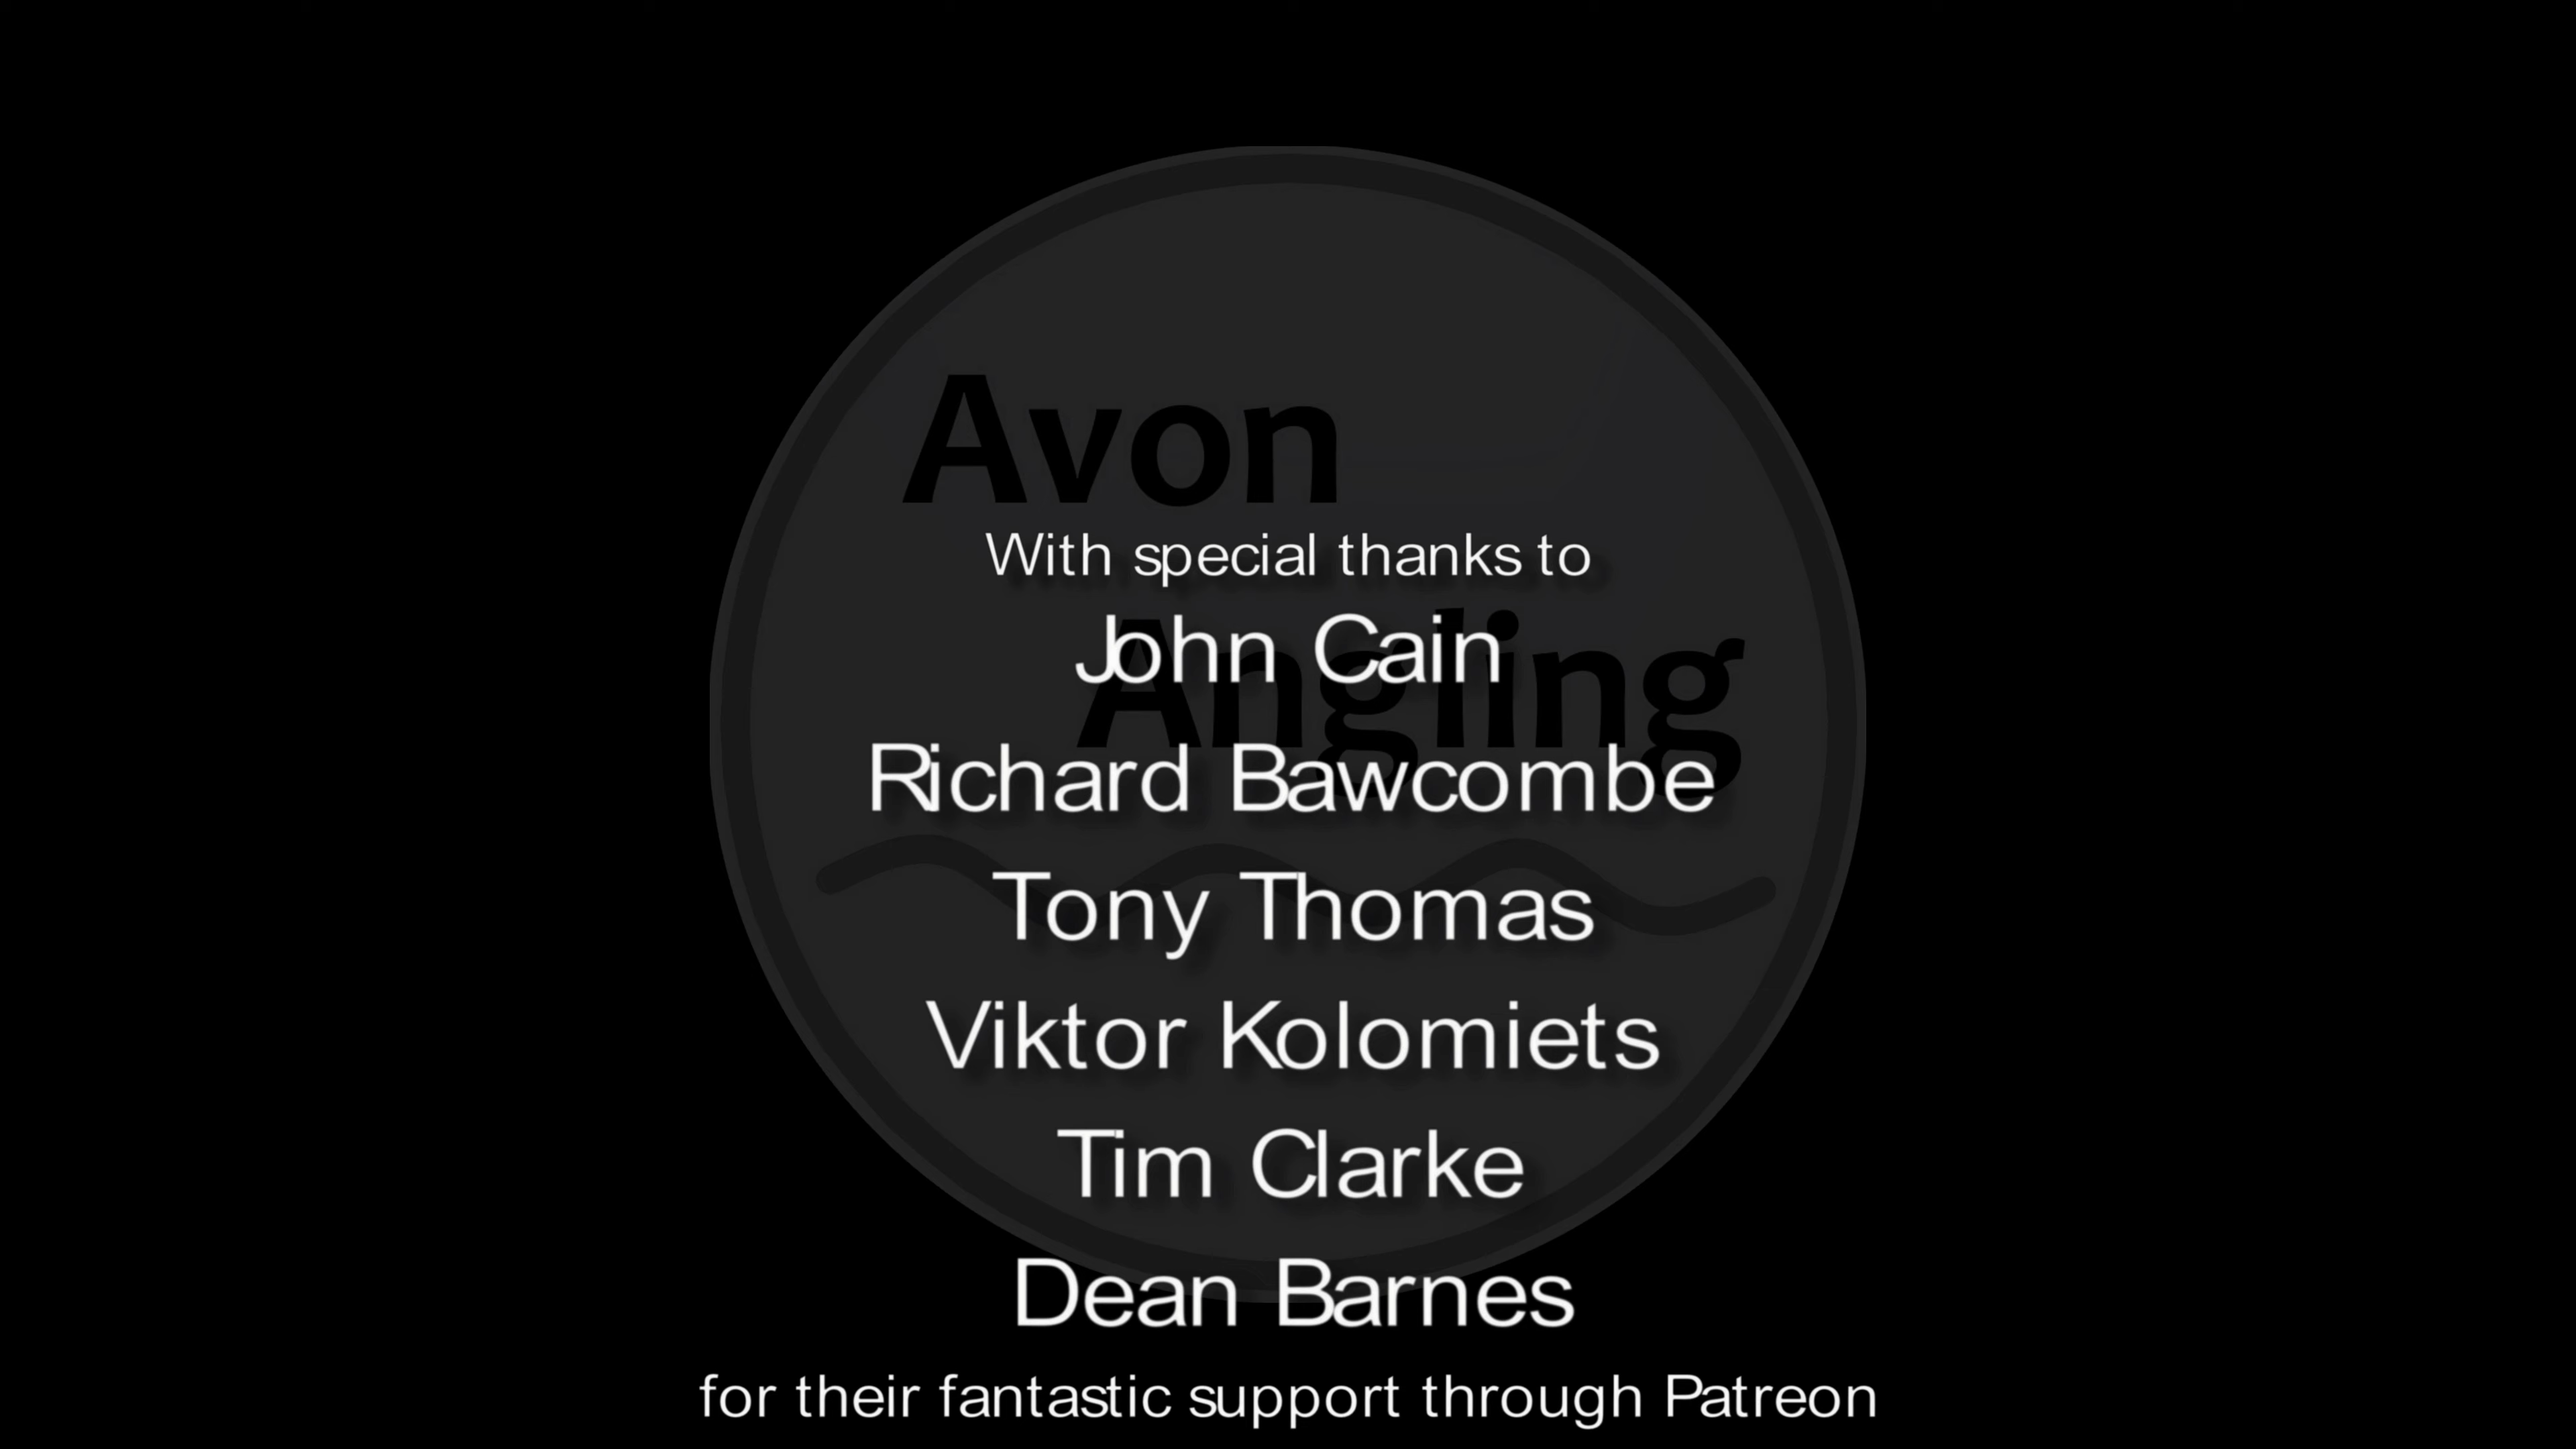 Avon
With special thanks to
Angling
John Cain
Richard Bawcombe
Tony Thomas
Viktor Kolomiets
Tim Clarke
Dean Barnes
for their fantastic support through Patreon